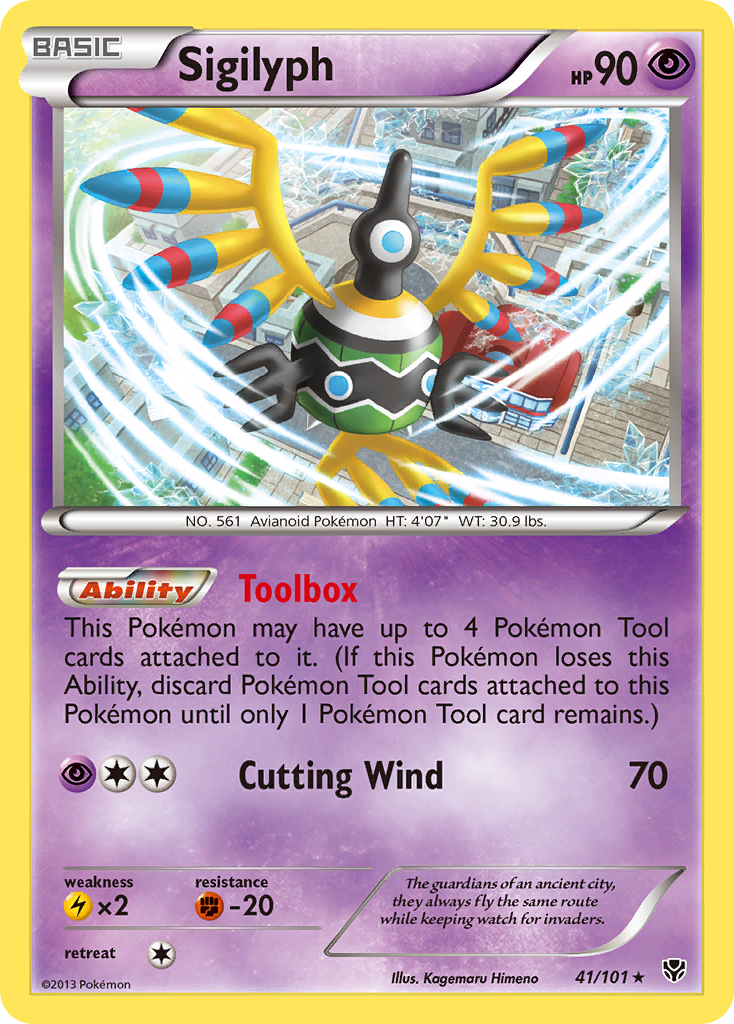 BASIC
Sigilyph
HP 90
NO. 561 Avianoid Pokémon HT: 4'07" WT: 30.9 lbs.
Ability Toolbox
This Pokémon may have up to 4 Pokémon Tool
cards attached to it. (If this Pokémon loses this
Ability, discard Pokémon Tool cards attached to this
Pokémon until only 1 Pokémon Tool card remains.)
Cutting Wind 70
weakness
×2
resistance
-20
The guardians of an ancient city,
they always fly the same route
while keeping watch for invaders.
retreat
©2013 Pokémon
Illus. Kagemaru Himeno
41/101 ★